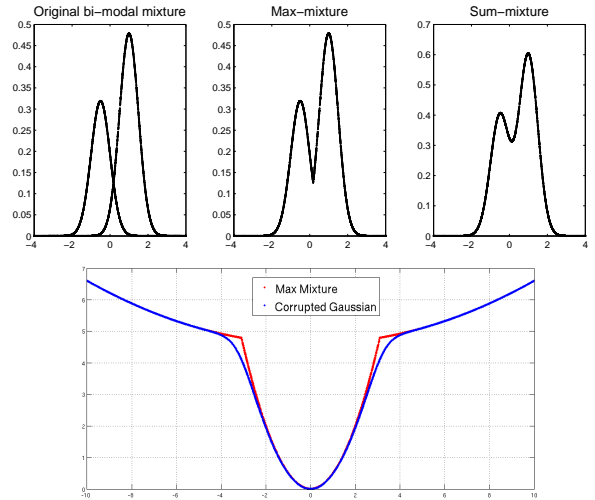 Original bi-modal mixture Max-mixture Sum-mixture
0.5 0.5 0.7
0.45 0.45 0.6
0.4 0.4 0.5
0.35 0.35 0.4
0.3 0.3 0.3
0.25 0.25 0.2
0.2 0.2 0.1
0.15 0.15 0
0.1 0.1
0.05 0.05
0 0
-4 -2 0 2 4 -4 -2 0 2 4 -4 -2 0 2 4
7
6
5
4
3
2
1
0
Max Mixture
Corrupted Gaussian
-10 -8 -6 -4 -2 0 2 4 6 8 10